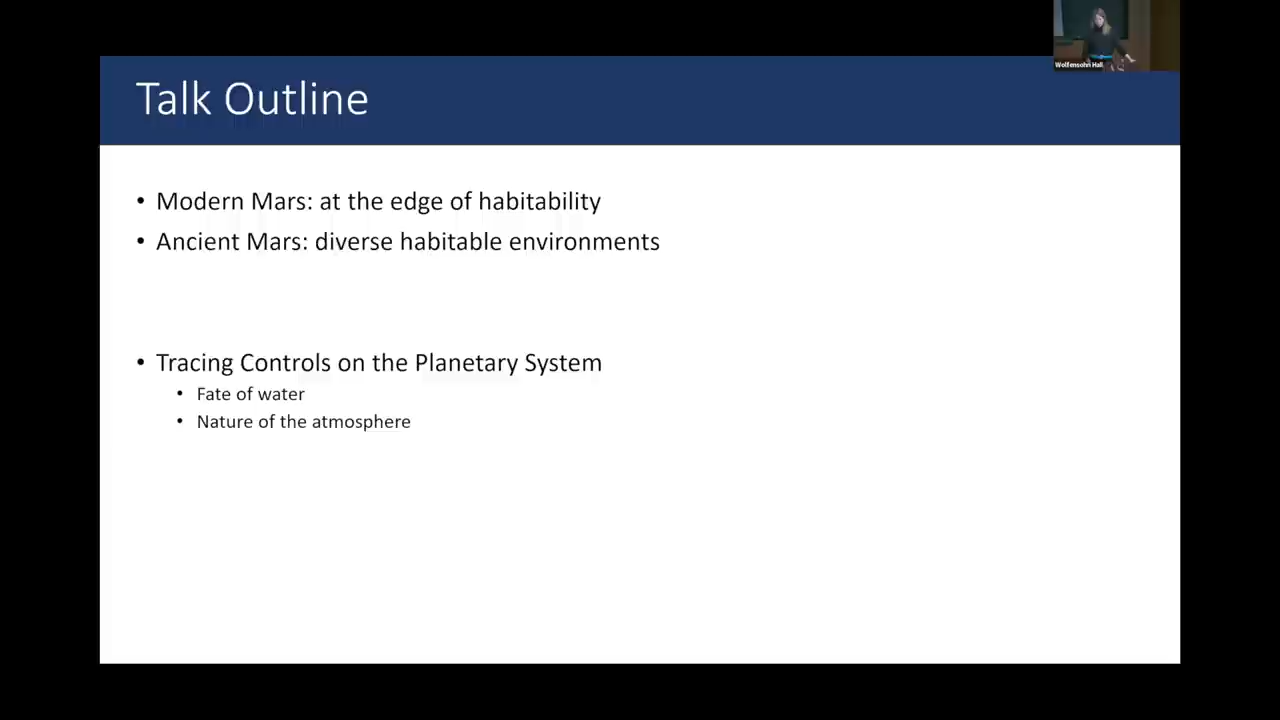 Wolfensohn Hall
Talk Outline
• Modern Mars: at the edge of habitability
• Ancient Mars: diverse habitable environments
• Tracing Controls on the Planetary System
• Fate of water
• Nature of the atmosphere